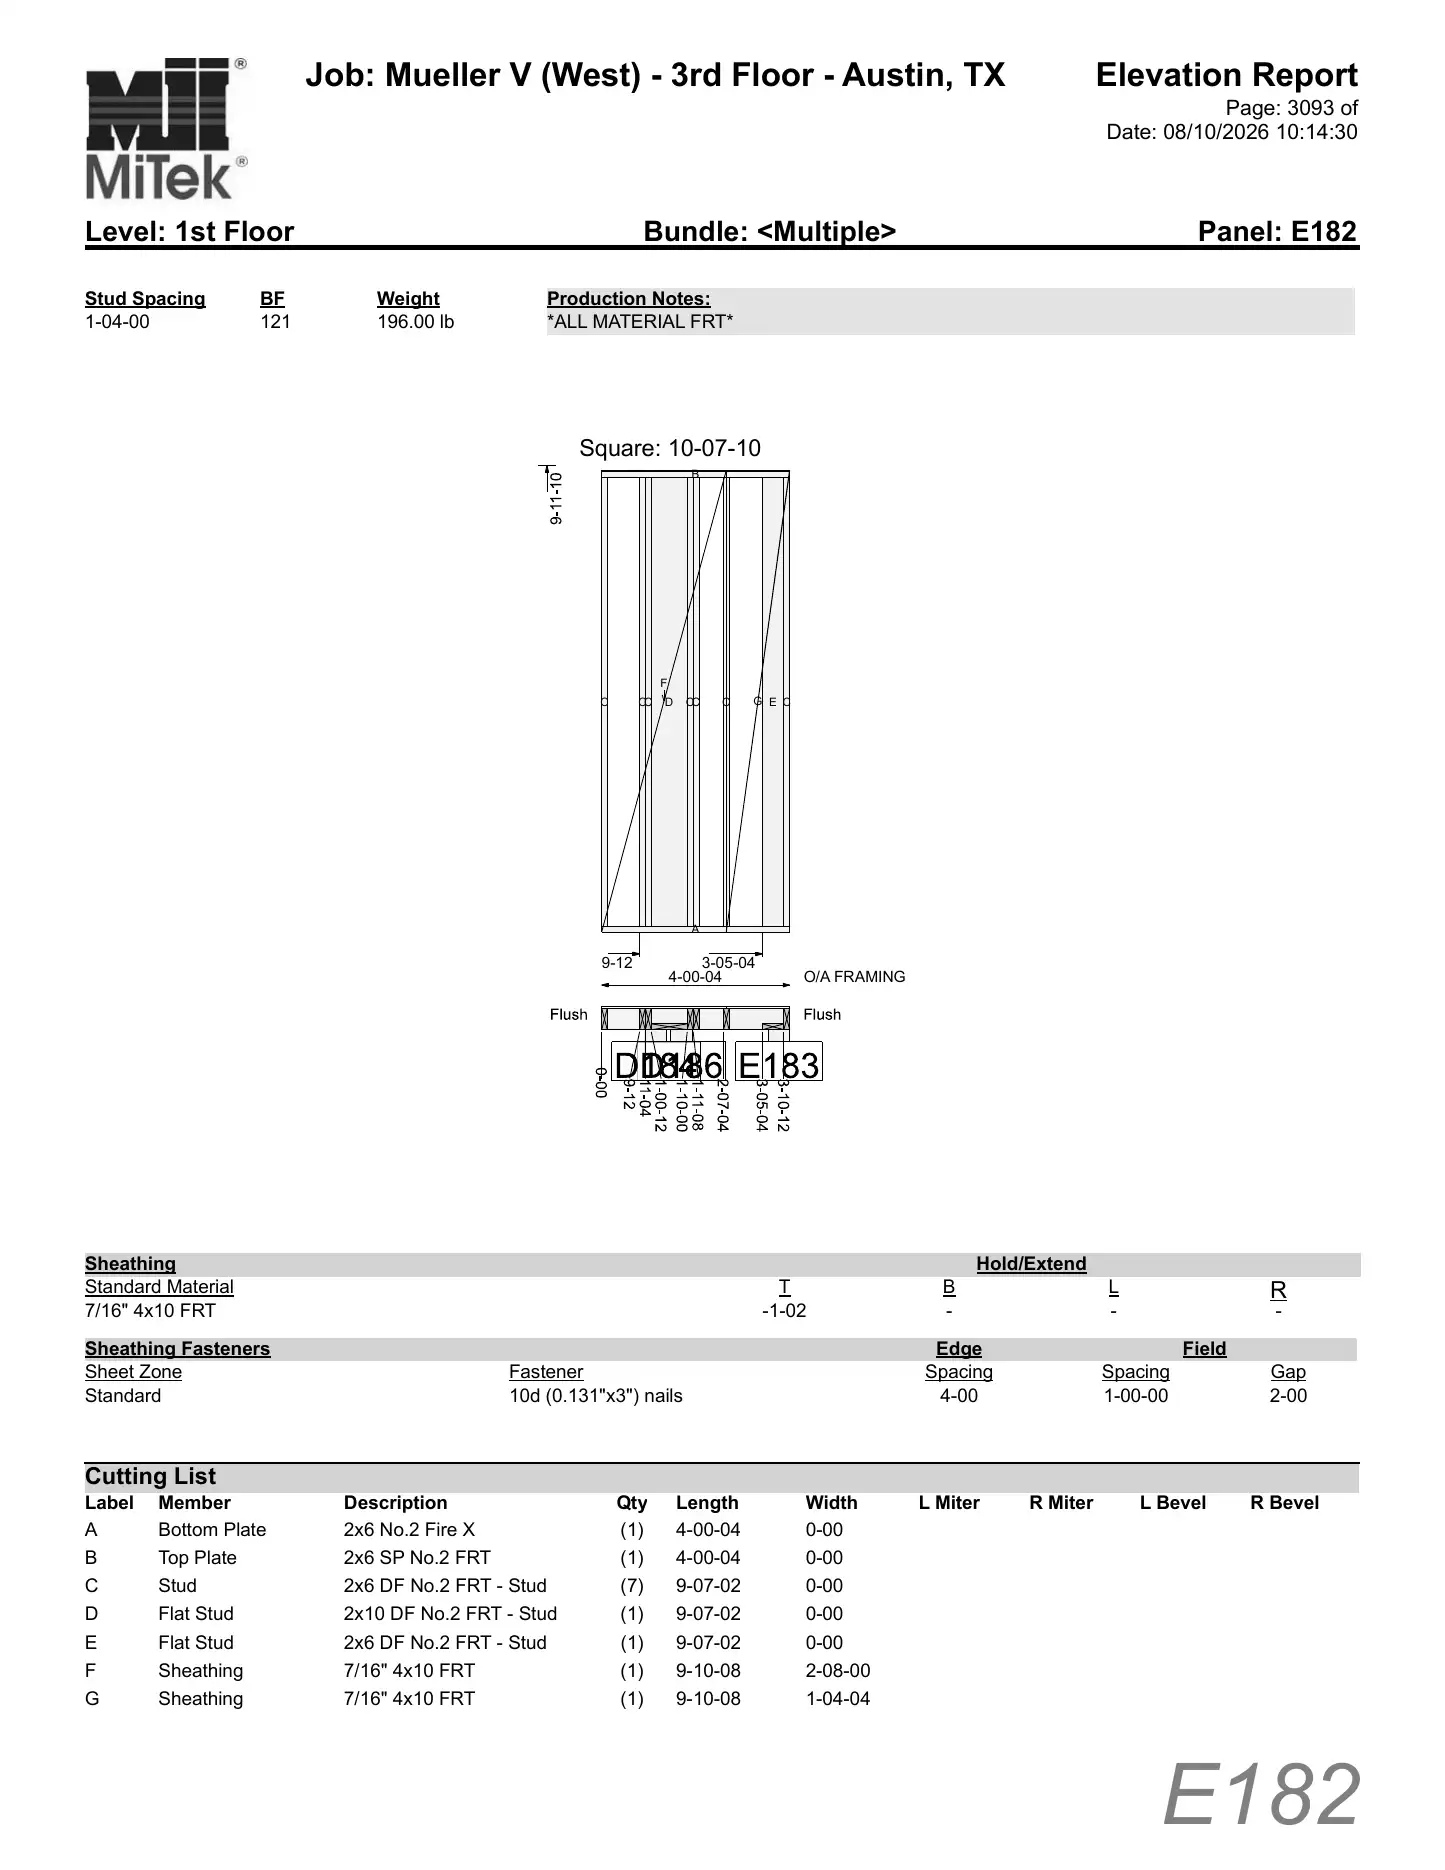 Job: Mueller V (West) - 3rd Floor - Austin, TX
Elevation Report
Page: 3093 of
Date: 08/10/2026 10:14:30
MiTek®
Level: 1st Floor Bundle: <Multiple> Panel: E182
Stud Spacing BF Weight Production Notes:
1-04-00 121 196.00 lb *ALL MATERIAL FRT*
Square: 10-07-10
9-11-10
B
F
C CC D CC C G E C
A
9-12 3-05-04
4-00-04 O/A FRAMING
Flush Flush
D184 D186 E183
0-00 9-12 11-04 1-00-12 1-10-00 1-11-08 2-07-04 3-05-04 3-10-12
Sheathing Hold/Extend
Standard Material T B L R
7/16" 4x10 FRT -1-02 - - -
Sheathing Fasteners Edge Field
Sheet Zone Fastener Spacing Spacing Gap
Standard 10d (0.131"x3") nails 4-00 1-00-00 2-00
Cutting List
Label Member Description Qty Length Width L Miter R Miter L Bevel R Bevel
A Bottom Plate 2x6 No.2 Fire X (1) 4-00-04 0-00
B Top Plate 2x6 SP No.2 FRT (1) 4-00-04 0-00
C Stud 2x6 DF No.2 FRT - Stud (7) 9-07-02 0-00
D Flat Stud 2x10 DF No.2 FRT - Stud (1) 9-07-02 0-00
E Flat Stud 2x6 DF No.2 FRT - Stud (1) 9-07-02 0-00
F Sheathing 7/16" 4x10 FRT (1) 9-10-08 2-08-00
G Sheathing 7/16" 4x10 FRT (1) 9-10-08 1-04-04
E182